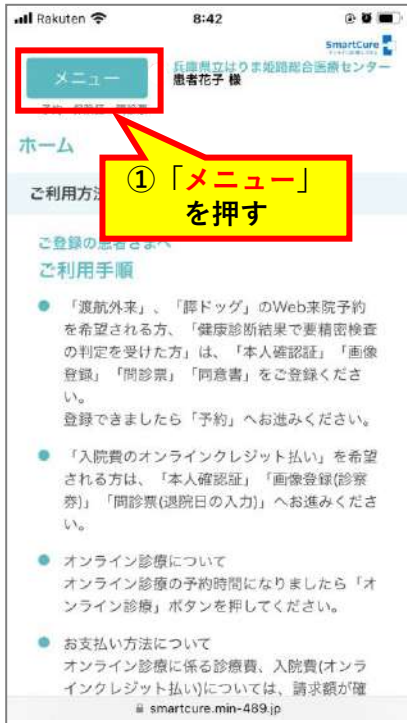 Rakuten
8:42
SmartCure
メニュー
兵庫県立はりま姫路総合医療センター
患者花子 様
ホーム
①「メニュー」
を押す
ご利用方法
ご登録の患者さまへ
ご利用手順
● 「渡航外来」、「膵ドッグ」のWeb来院予約
を希望される方、「健康診断結果で要精密検査
の判定を受けた方」は、「本人確認証」「画像
登録」「問診票」「同意書」をご登録くださ
い。
登録できましたら「予約」へお進みください。
● 「入院費のオンラインクレジット払い」を希望
される方は、「本人確認証」「画像登録(診察
券)」「問診票(退院日の入力)」へお進みくださ
い。
● オンライン診療について
オンライン診療の予約時間になりましたら「オ
ンライン診療」ボタンを押してください。
● お支払い方法について
オンライン診療に係る診療費、入院費(オンラ
インクレジット払い)については、請求額が確
smartcure.min-489.jp